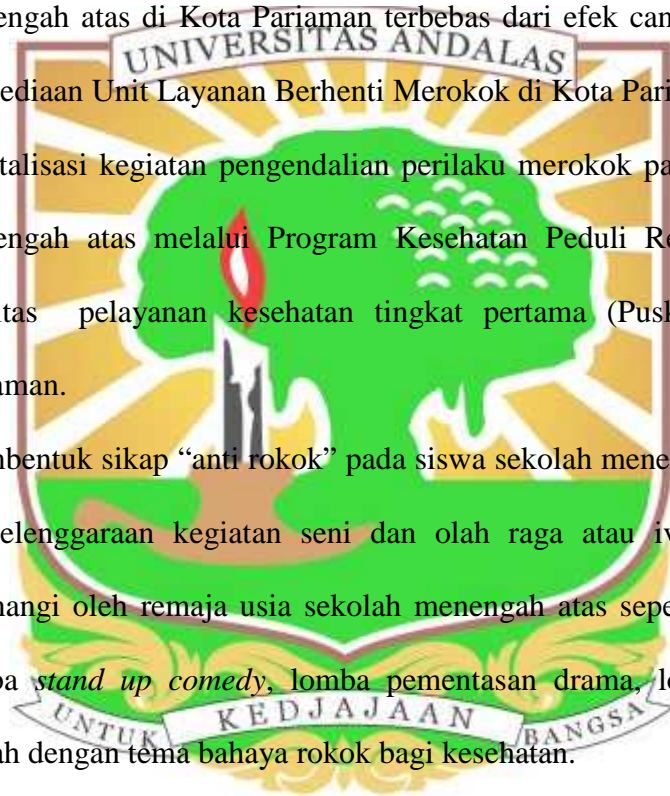 engah atas di Kota Pariaman terbebas dari efek can
UNIVERSITAS ANDALAS
ediaan Unit Layanan Berhenti Merokok di Kota Pari
talisasi kegiatan pengendalian perilaku merokok pa
engah atas melalui Program Kesehatan Peduli Re
itas pelayanan kesehatan tingkat pertama (Pusk
aman.
nbentuk sikap “anti rokok” pada siswa sekolah mene
elenggaraan kegiatan seni dan olah raga atau iv
nangi oleh remaja usia sekolah menengah atas sepe
ba stand up comedy, lomba pementasan drama, lo
UNTUK KEDJAJAAN BANGSA
ah dengan tema bahaya rokok bagi kesehatan.